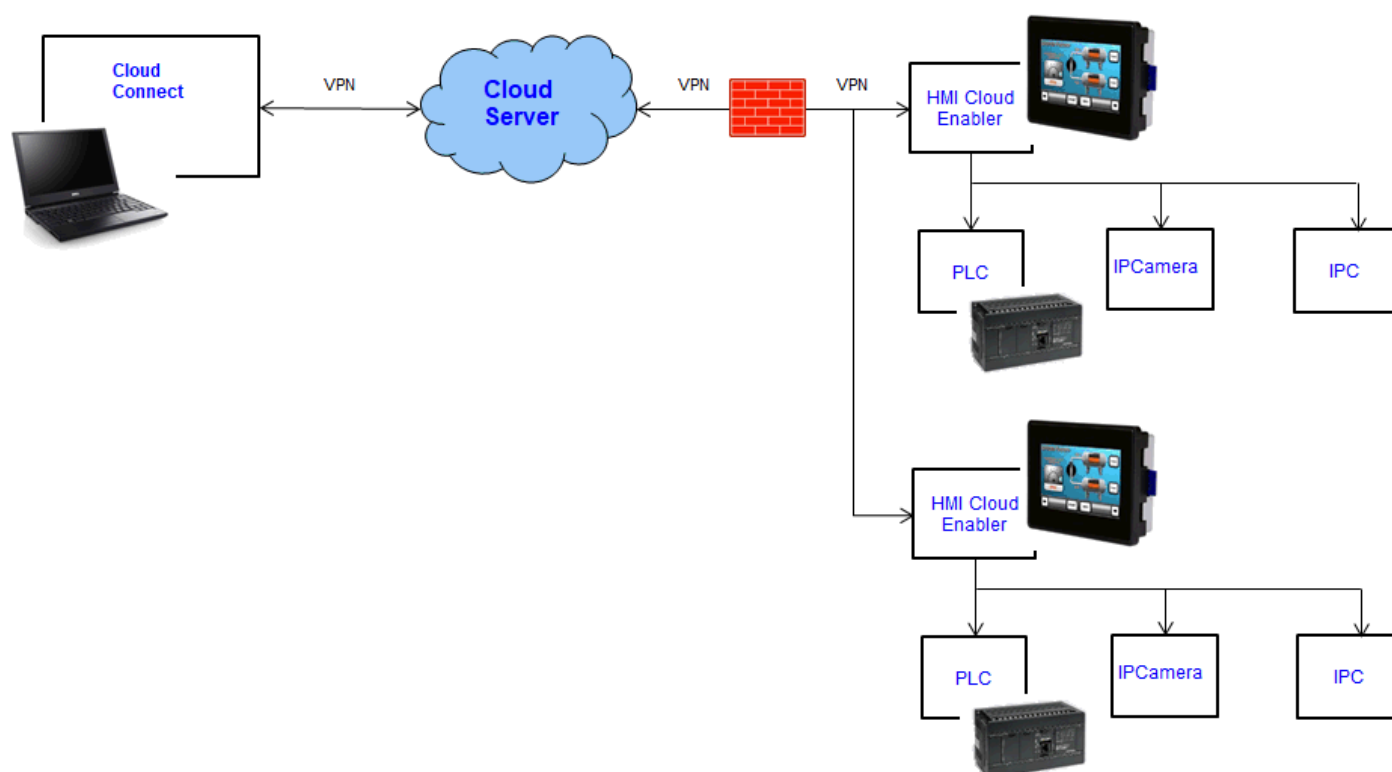 Cloud
Connect
VPN
Cloud
Server
VPN
VPN
HMI Cloud
Enabler
PLC
IPCamera
IPC
HMI Cloud
Enabler
PLC
IPCamera
IPC